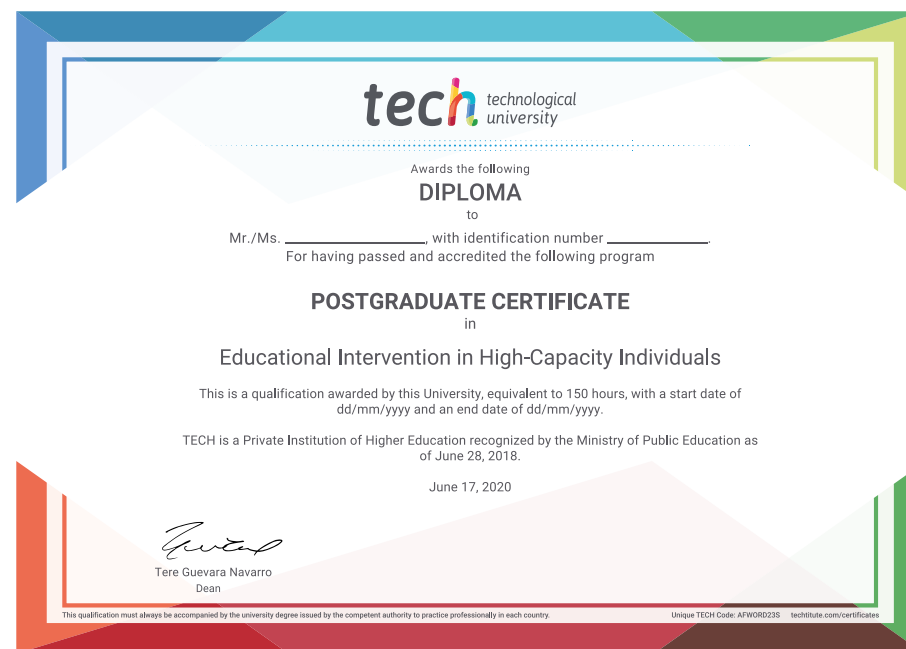 tech technological
university
Awards the following
DIPLOMA
to
Mr./Ms. ____________________, with identification number ______________.
For having passed and accredited the following program
POSTGRADUATE CERTIFICATE
in
Educational Intervention in High-Capacity Individuals
This is a qualification awarded by this University, equivalent to 150 hours, with a start date of
dd/mm/yyyy and an end date of dd/mm/yyyy.
TECH is a Private Institution of Higher Education recognized by the Ministry of Public Education as
of June 28, 2018.
June 17, 2020
Tere Guevara Navarro
Dean
This qualification must always be accompanied by the university degree issued by the competent authority to practice professionally in each country.
Unique TECH Code: AFWORD23S techtitute.com/certificates